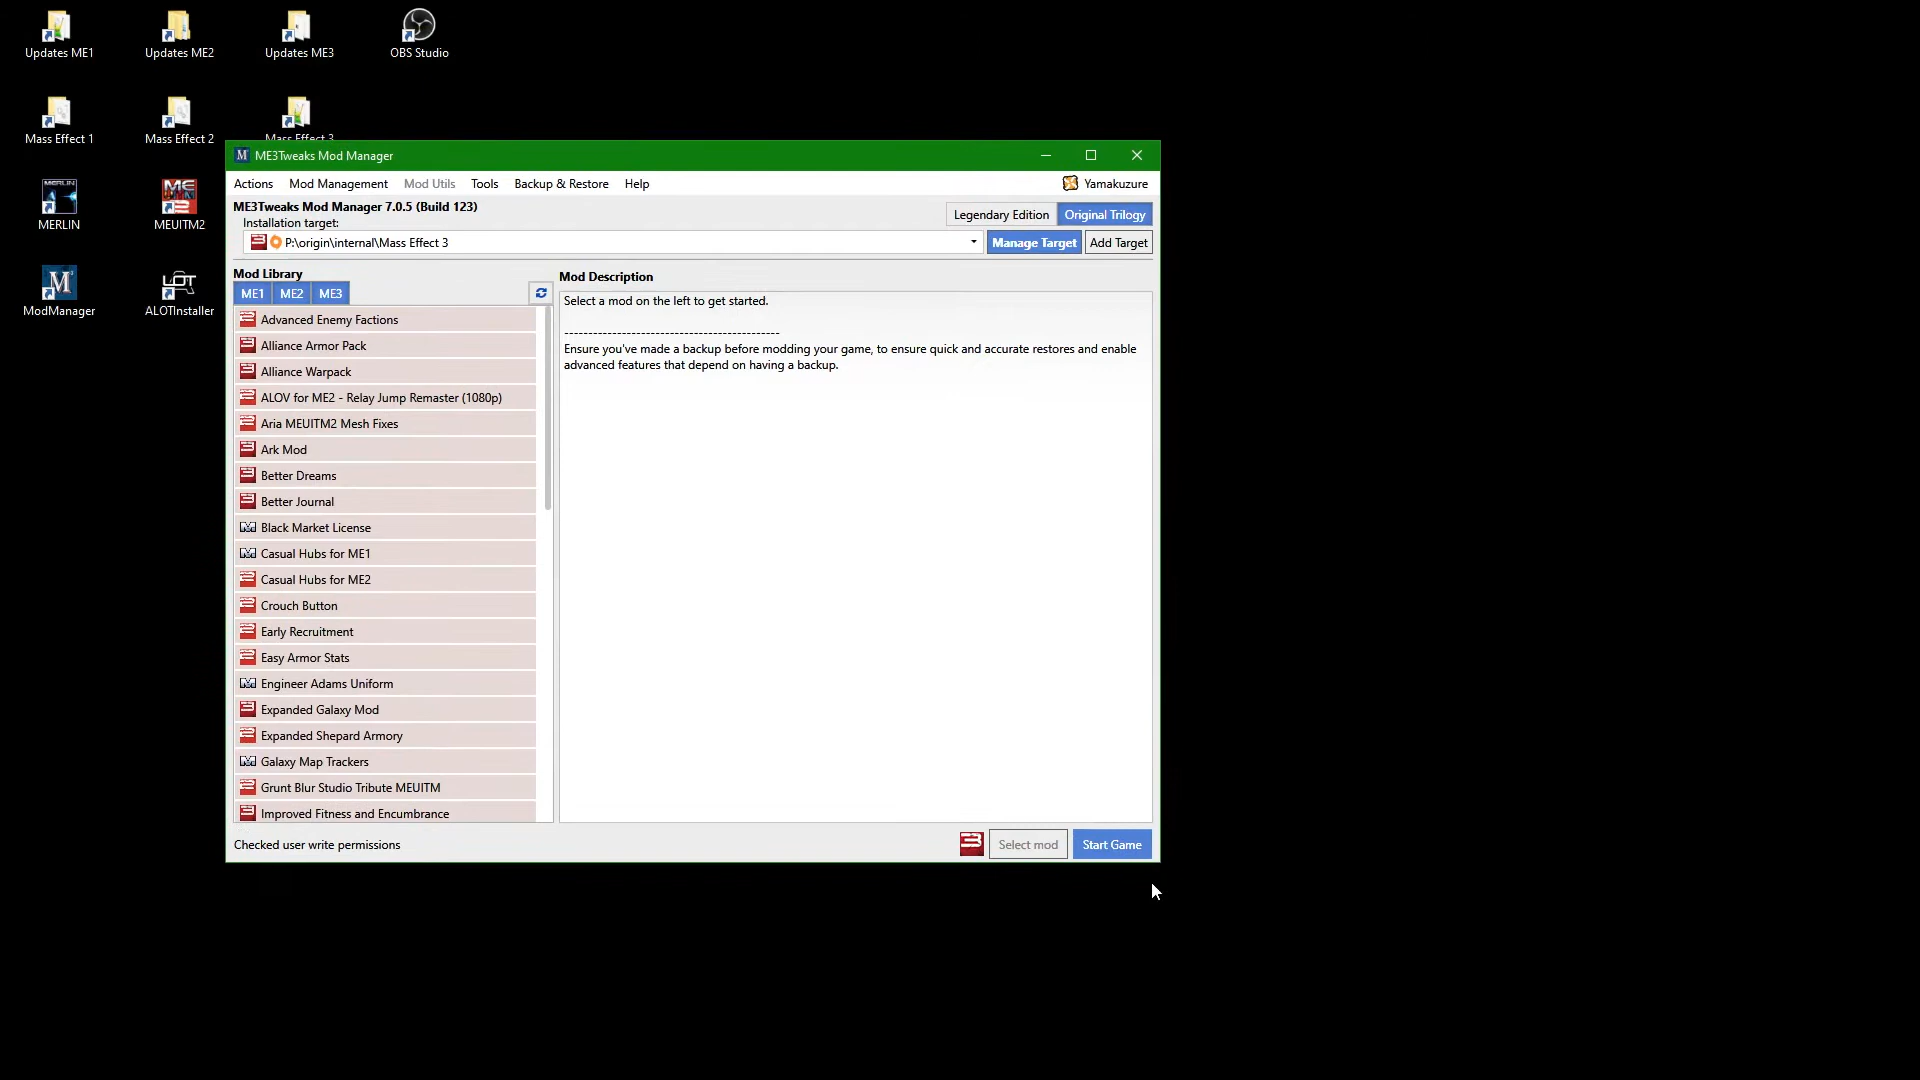 Updates ME1
Updates ME2
Updates ME3
OBS Studio
Mass Effect 1
Mass Effect 2
Mass Effect 3
MERLIN
MEUITM2
ModManager
ALOTInstaller
ME3Tweaks Mod Manager
Actions Mod Management Mod Utils Tools Backup & Restore Help Yamakuzure
ME3Tweaks Mod Manager 7.0.5 (Build 123)
Legendary Edition Original Trilogy
Installation target:
P:\origin\internal\Mass Effect 3
Manage Target Add Target
Mod Library
ME1 ME2 ME3
Advanced Enemy Factions
Alliance Armor Pack
Alliance Warpack
ALOV for ME2 - Relay Jump Remaster (1080p)
Aria MEUITM2 Mesh Fixes
Ark Mod
Better Dreams
Better Journal
Black Market License
Casual Hubs for ME1
Casual Hubs for ME2
Crouch Button
Early Recruitment
Easy Armor Stats
Engineer Adams Uniform
Expanded Galaxy Mod
Expanded Shepard Armory
Galaxy Map Trackers
Grunt Blur Studio Tribute MEUITM
Improved Fitness and Encumbrance
Mod Description
Select a mod on the left to get started.
--------------------------------------------
Ensure you've made a backup before modding your game, to ensure quick and accurate restores and enable
advanced features that depend on having a backup.
Checked user write permissions
Select mod Start Game